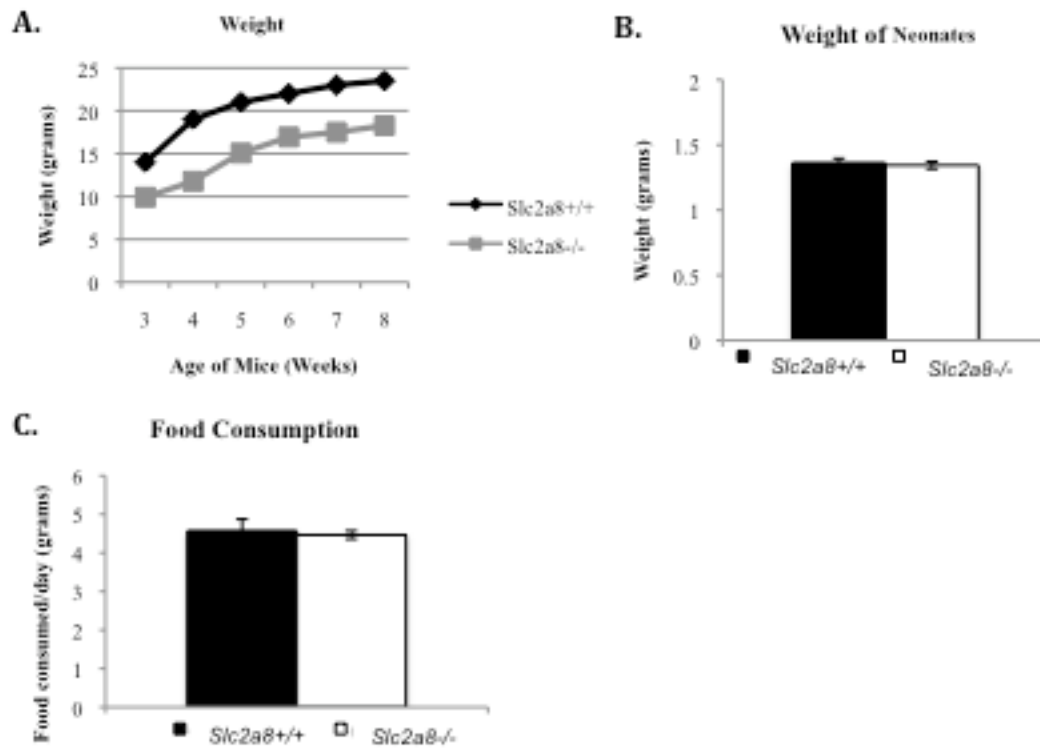 A.
Weight
25
20
15
10
5
0
Weight (grams)
3 4 5 6 7 8
Age of Mice (Weeks)
Slc2a8+/+
Slc2a8-/-
B.
Weight of Neonates
2
1.5
1
0.5
0
Weight (grams)
Slc2a8+/+ Slc2a8-/-
C.
Food Consumption
6
5
4
3
2
1
0
Food consumed/day (grams)
Slc2a8+/+ Slc2a8-/-